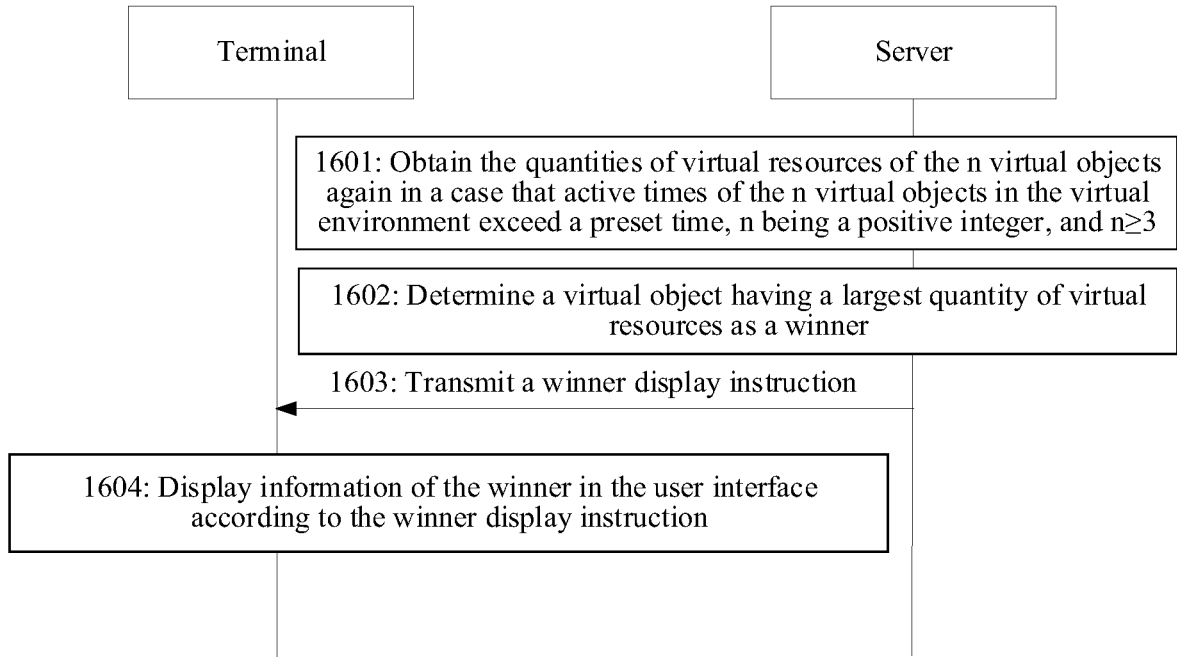 Terminal
Server
1601: Obtain the quantities of virtual resources of the n virtual objects
again in a case that active times of the n virtual objects in the virtual
environment exceed a preset time, n being a positive integer, and n≥3
1602: Determine a virtual object having a largest quantity of virtual
resources as a winner
1603: Transmit a winner display instruction
1604: Display information of the winner in the user interface
according to the winner display instruction